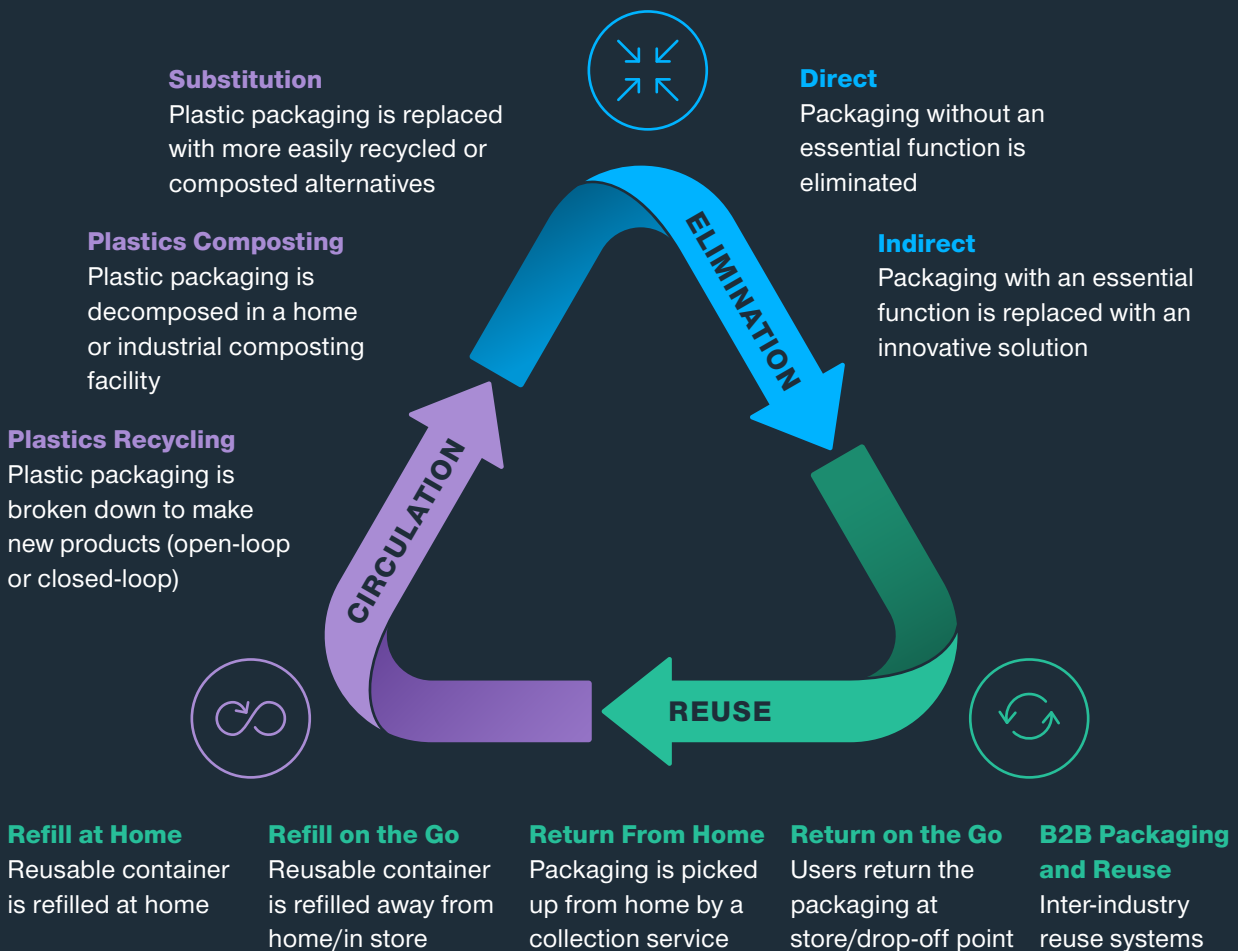 Substitution
Plastic packaging is replaced
with more easily recycled or
composted alternatives
Direct
Packaging without an
essential function is
eliminated
Plastics Composting
Plastic packaging is
decomposed in a home
or industrial composting
facility
Indirect
Packaging with an essential
function is replaced with an
innovative solution
Plastics Recycling
Plastic packaging is
broken down to make
new products (open-loop
or closed-loop)
ELIMINATION
CIRCULATION
REUSE
Refill at Home
Reusable container
is refilled at home
Refill on the Go
Reusable container
is refilled away from
home/in store
Return From Home
Packaging is picked
up from home by a
collection service
Return on the Go
Users return the
packaging at
store/drop-off point
B2B Packaging
and Reuse
Inter-industry
reuse systems